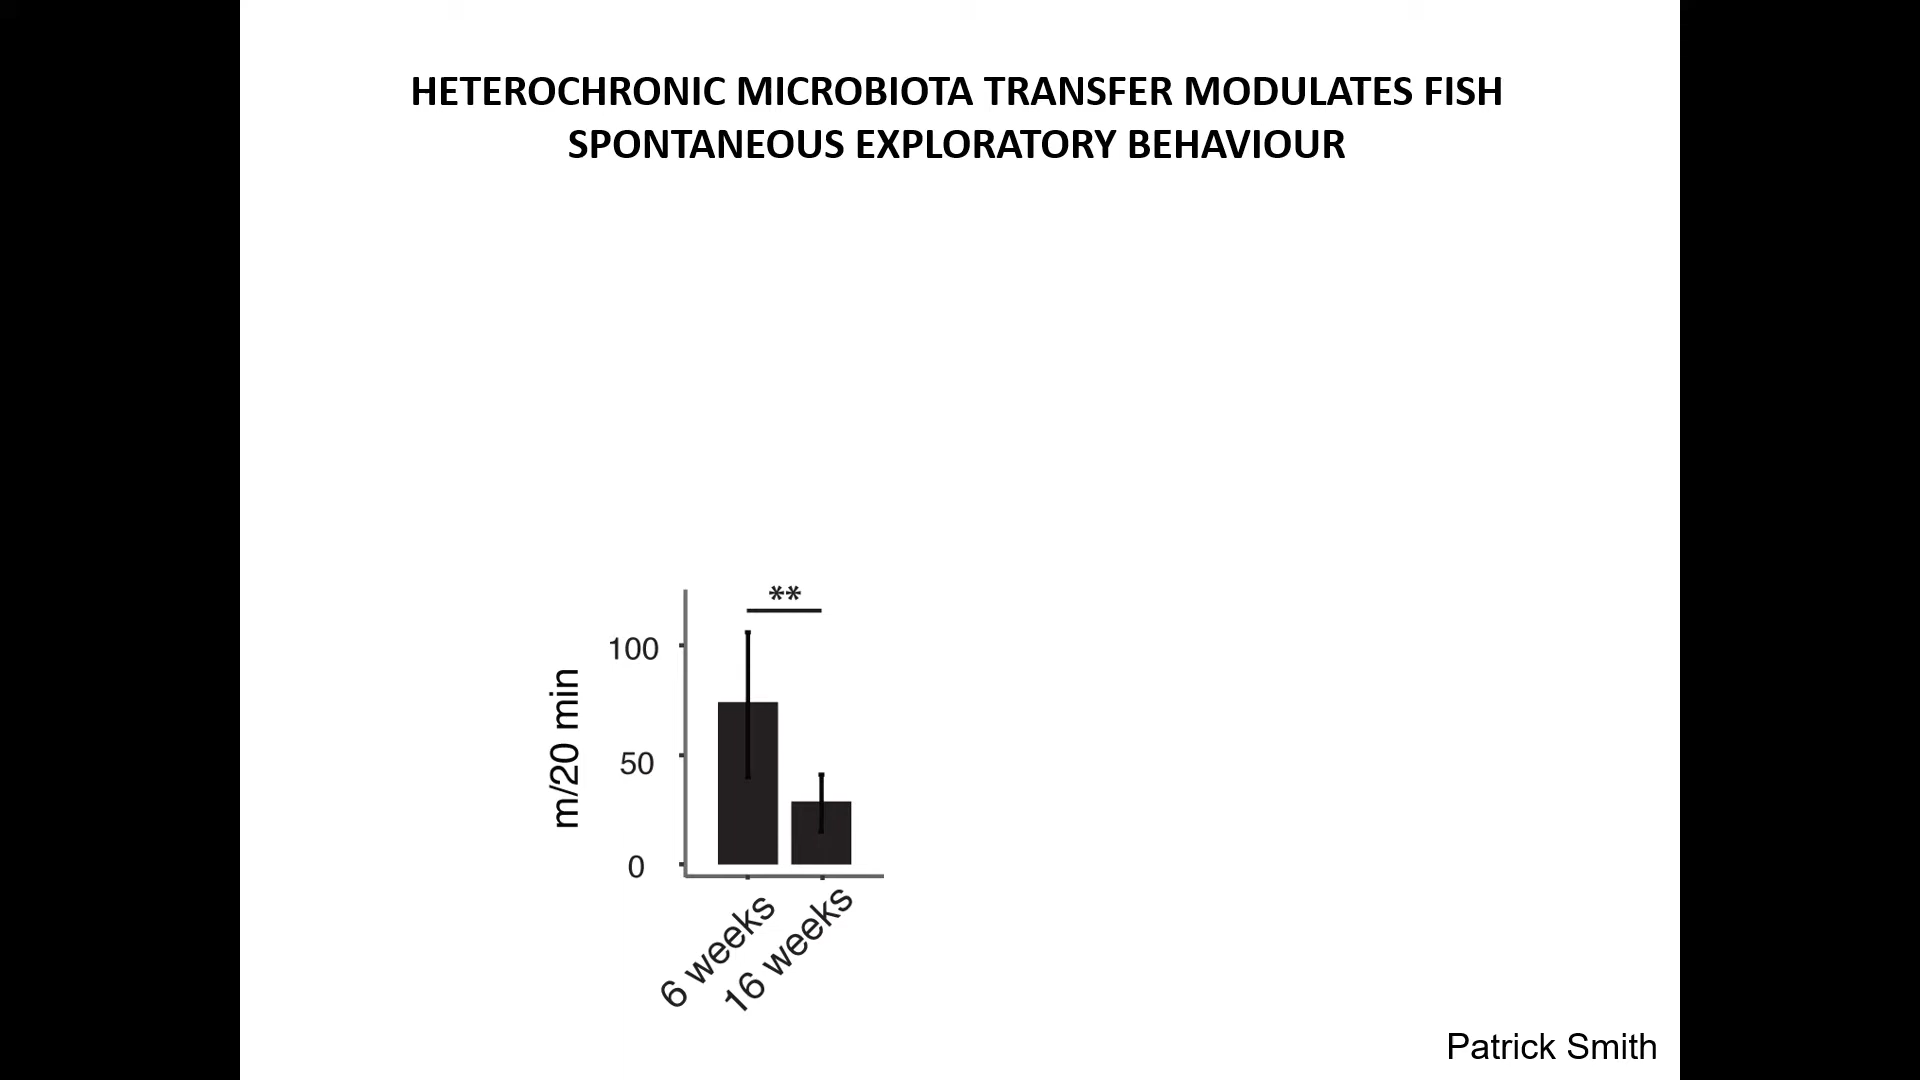 HETEROCHRONIC MICROBIOTA TRANSFER MODULATES FISH
SPONTANEOUS EXPLORATORY BEHAVIOUR
**
100
50
0
m/20 min
6 weeks
16 weeks
Patrick Smith